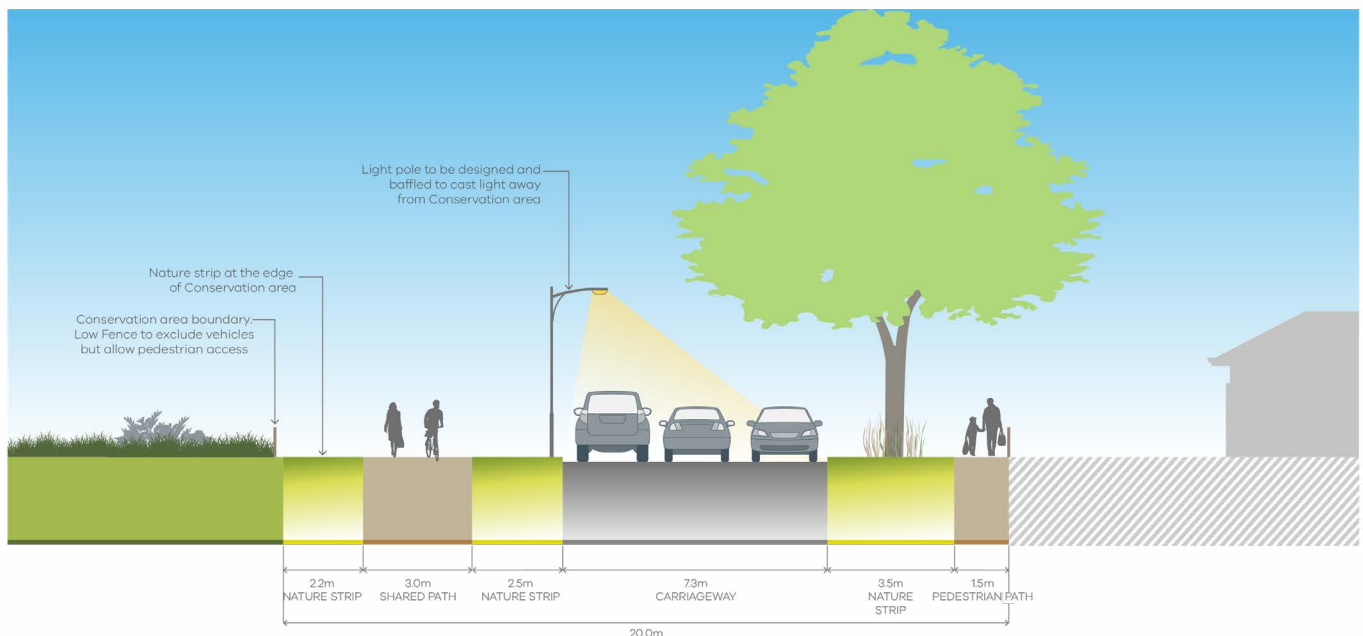 Light pole to be designed and
baffled to cast light away
from Conservation area
Nature strip at the edge
of Conservation area
Conservation area boundary.
Low Fence to exclude vehicles
but allow pedestrian access
2.2m
NATURE STRIP
3.0m
SHARED PATH
2.5m
NATURE STRIP
7.3m
CARRIAGEWAY
3.5m
NATURE
STRIP
1.5m
PEDESTRIAN PATH
20.0m